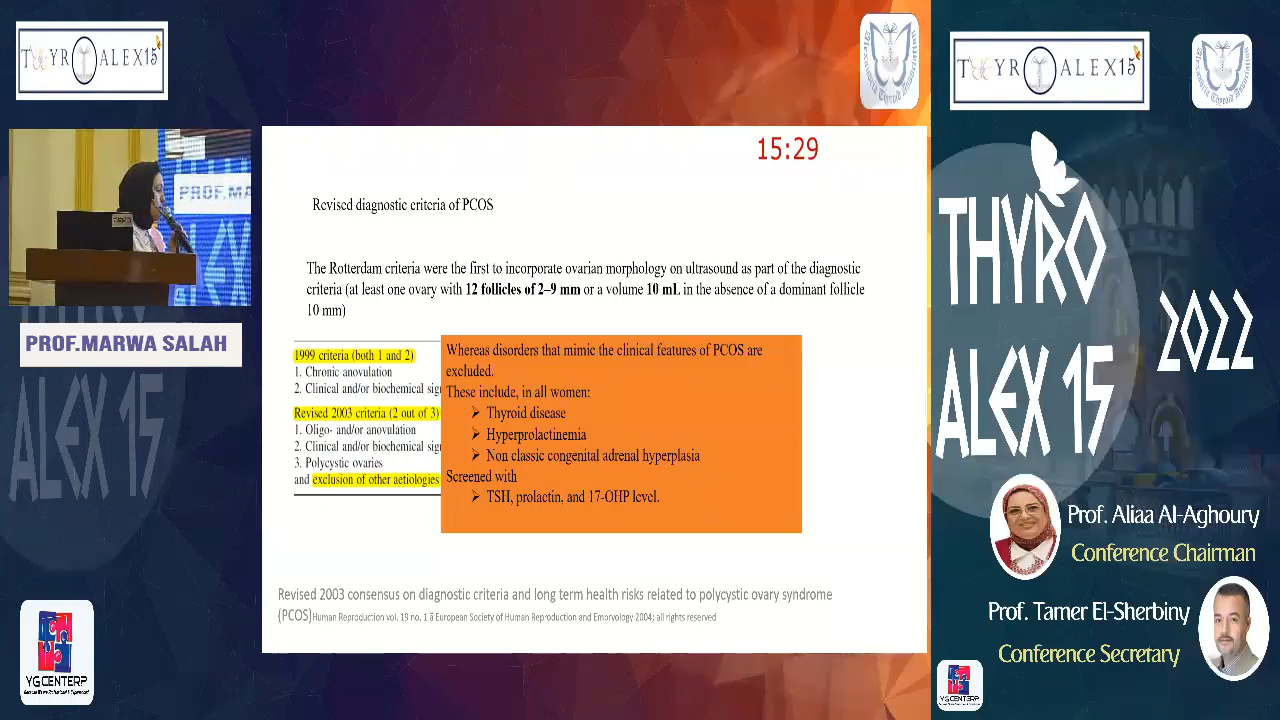 THYROALEX15
PROF.MA
PROF.MARWA SALAH
ALEX 15
YGCENTERP
15:29
Revised diagnostic criteria of PCOS
The Rotterdam criteria were the first to incorporate ovarian morphology on ultrasound as part of the diagnostic
criteria (at least one ovary with 12 follicles of 2–9 mm or a volume 10 mL in the absence of a dominant follicle
10 mm)
1999 criteria (both 1 and 2)
1. Chronic anovulation
2. Clinical and/or biochemical sig
Revised 2003 criteria (2 out of 3)
1. Oligo- and/or anovulation
2. Clinical and/or biochemical sig
3. Polycystic ovaries
and exclusion of other aetiologies
Whereas disorders that mimic the clinical features of PCOS are
excluded.
These include, in all women:
➢ Thyroid disease
➢ Hyperprolactinemia
➢ Non classic congenital adrenal hyperplasia
Screened with
➢ TSH, prolactin, and 17-OHP level.
Revised 2003 consensus on diagnostic criteria and long term health risks related to polycystic ovary syndrome
(PCOS)Human Reproduction vol. 19 no. 1 ã European Society of Human Reproduction and Emoryology 2004; all rights reserved
THYROALEX15
Alexandria Thyroid Association
THYRO
ALEX 15
2022
Prof. Aliaa Al-Aghoury
Conference Chairman
Prof. Tamer El-Sherbiny
Conference Secretary
YGCENTERP